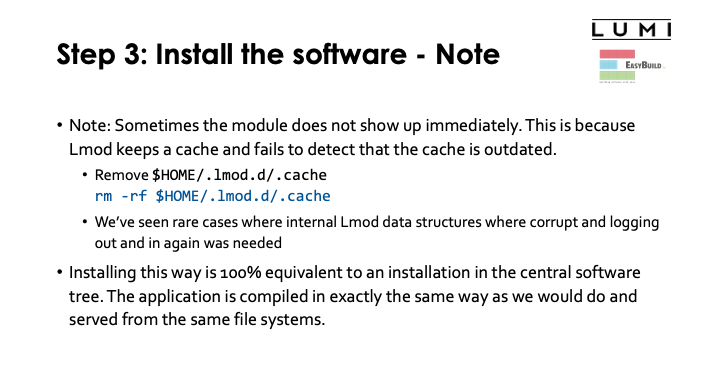 LUMI
Step 3: Install the software - Note
EASYBUILD
• Note: Sometimes the module does not show up immediately. This is because
Lmod keeps a cache and fails to detect that the cache is outdated.
• Remove $HOME/.lmod.d/.cache
rm -rf $HOME/.lmod.d/.cache
• We've seen rare cases where internal Lmod data structures where corrupt and logging
out and in again was needed
• Installing this way is 100% equivalent to an installation in the central software
tree. The application is compiled in exactly the same way as we would do and
served from the same file systems.